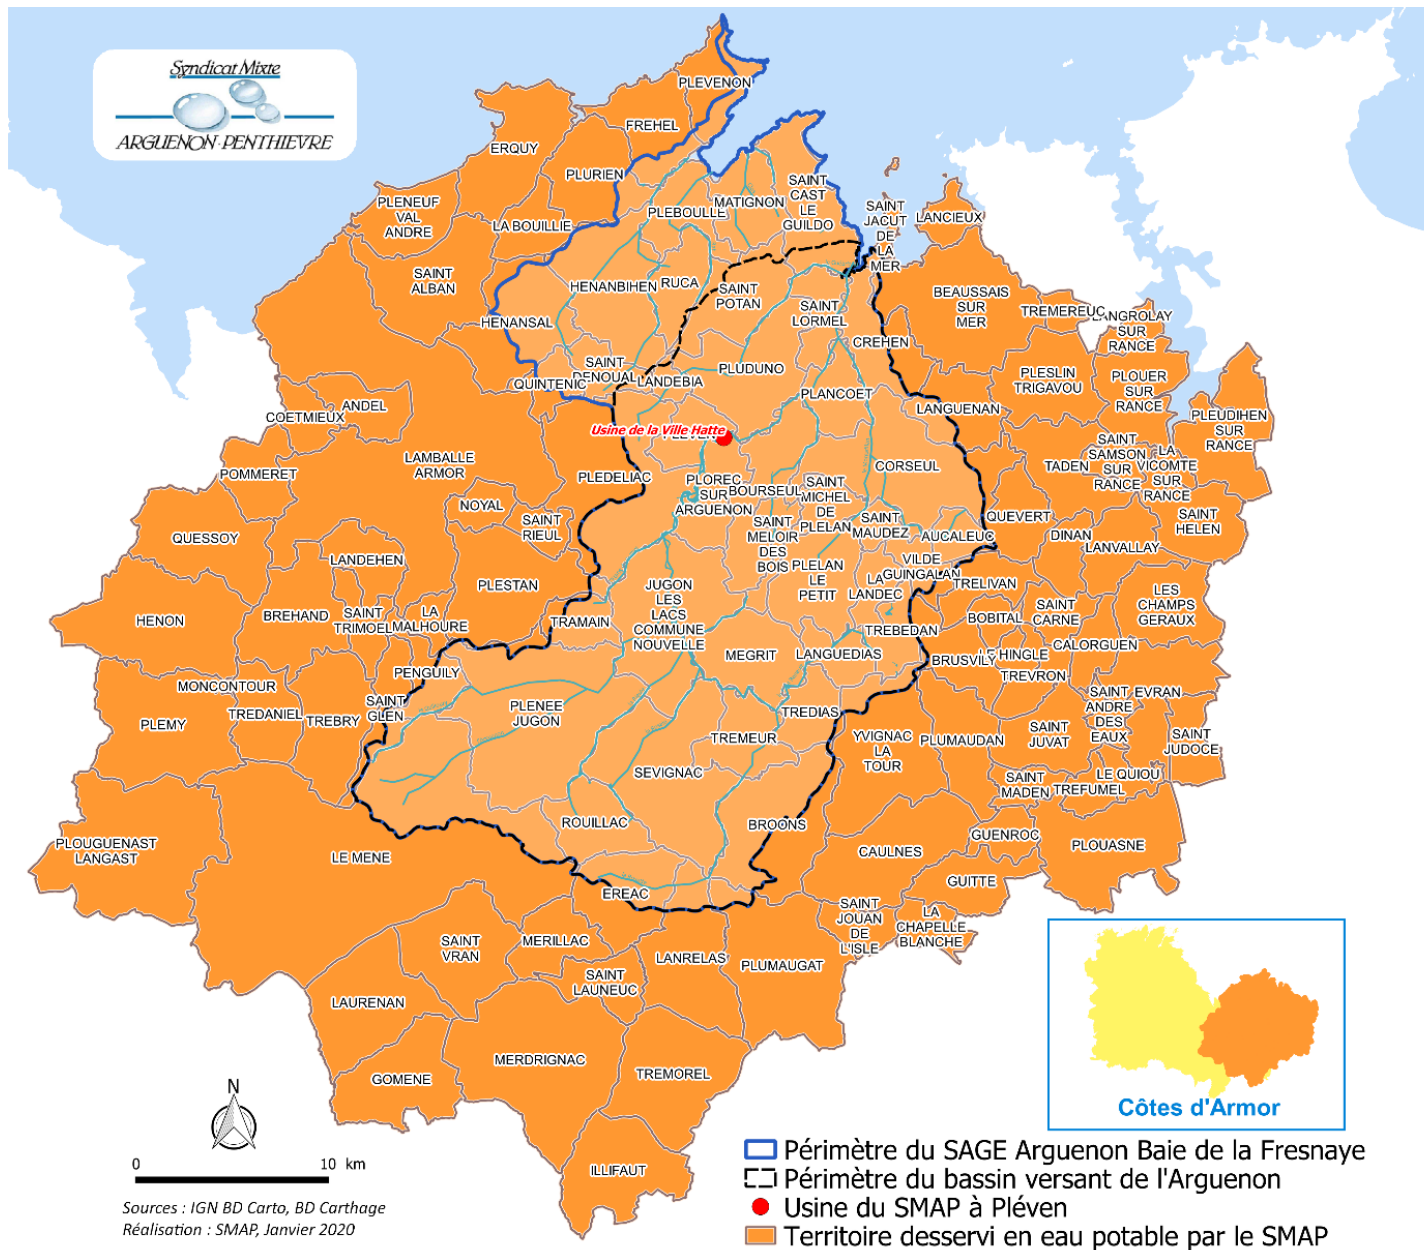 Syndicat Mixte
ARGUENON-PENTHIEVRE
PLEVENON
FREHEL
ERQUY
PLURIEN
PLENEUF
VAL
ANDRE
LA BOUILLIE
PLEBOULLE
MATIGNON
SAINT
CAST
LE
GUILDO
SAINT
JACUT
DE
LA
MER
LANCIEUX
SAINT
ALBAN
HENANBIHEN
RUCA
SAINT
POTAN
SAINT
LORMEL
BEAUSSAIS
SUR
MER
TREMEREUC
LANGROLAY
SUR
RANCE
HENANSAL
CREHEN
SAINT
DENOUAL
QUINTENIC
LANDEBIA
PLUDUNO
PLANCOET
PLESLIN
TRIGAVOU
PLOUER
SUR
RANCE
LANGUENAN
PLEUDIHEN
SUR
RANCE
COETMIEUX
ANDEL
Usine de la Ville Hatte
PLEVEN
LAMBALLE
ARMOR
POMMERET
PLEDELIAC
CORSEUL
TADEN
SAINT
SAMSON
SUR
RANCE
LA
VICOMTE
SUR
RANCE
NOYAL
SAINT
RIEUL
PLOREC
SUR
ARGUENON
BOURSEUL
SAINT
MICHEL
DE
PLELAN
SAINT
MAUDEZ
QUEVERT
SAINT
HELEN
QUESSOY
LANDEHEN
SAINT
MELOIR
DES
BOIS
AUCALEUC
DINAN
LANVALLAY
PLESTAN
JUGON
LES
LACS
COMMUNE
NOUVELLE
PLELAN
LE
PETIT
VILDE
GUINGALAN
LA
LANDEC
TRELIVAN
HENON
BREHAND
SAINT
TRIMOEL
LA
MALHOURE
TRAMAIN
TREBEDAN
BOBITAL
SAINT
CARNE
LES
CHAMPS
GERAUX
CALORGUEN
MEGRIT
LANGUEDIAS
BRUSVILY
LE HINGLE
TREVRON
PENGUILY
MONCONTOUR
SAINT
GLEN
PLEMY
TREDANIEL
TREBRY
PLENEE
JUGON
TREDIAS
TREMEUR
YVIGNAC
LA
TOUR
PLUMAUDAN
SAINT
JUVAT
SAINT
ANDRE
DES
EAUX
EVRAN
SAINT
JUDOCE
SEVIGNAC
SAINT
MADEN
TREFUMEL
LE QUIOU
ROUILLAC
BROONS
GUENROC
PLOUASNE
PLOUGUENAST
LANGAST
LE MENE
CAULNES
GUITTE
EREAC
SAINT
JOUAN
DE
L'ISLE
LA
CHAPELLE
BLANCHE
SAINT
VRAN
MERILLAC
LANRELAS
PLUMAUGAT
SAINT
LAUNEUC
LAURENAN
MERDRIGNAC
GOMENE
TREMOREL
ILLIFAUT
N
0 10 km
Sources : IGN BD Carto, BD Carthage
Réalisation : SMAP, Janvier 2020
Côtes d'Armor
Périmètre du SAGE Arguenon Baie de la Fresnaye
Périmètre du bassin versant de l'Arguenon
Usine du SMAP à Pléven
Territoire desservi en eau potable par le SMAP